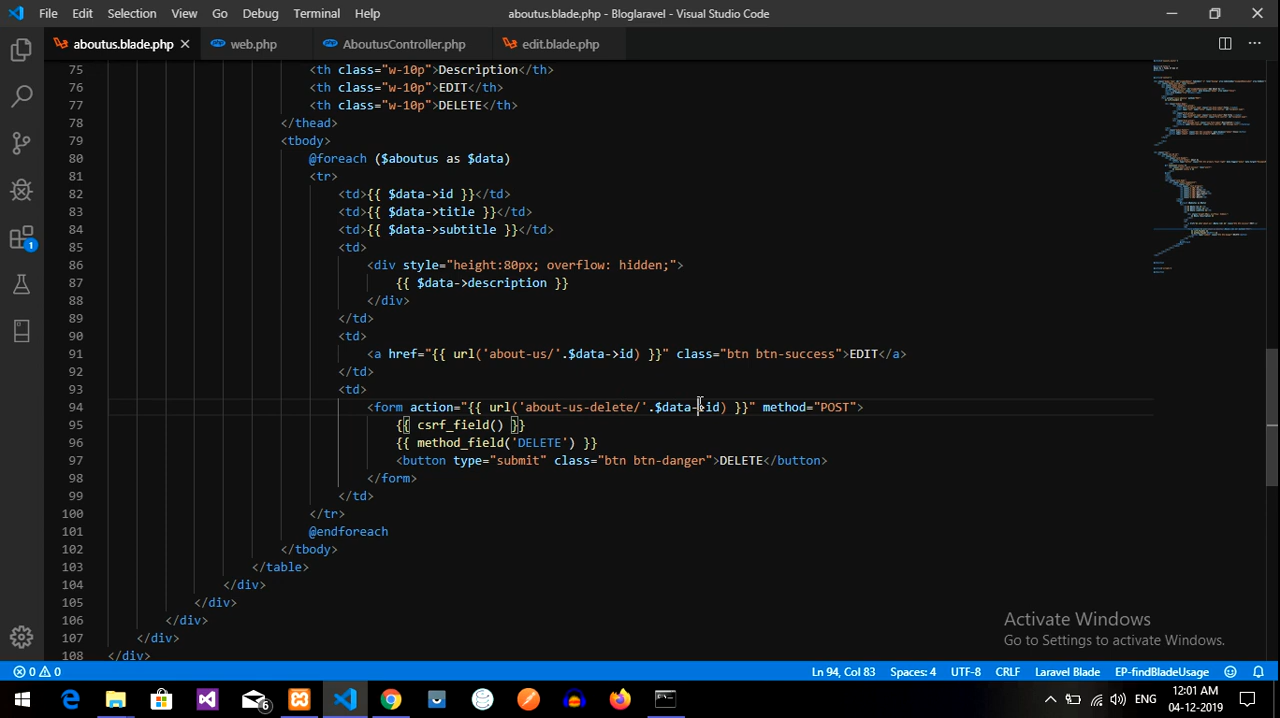 File Edit Selection View Go Debug Terminal Help aboutus.blade.php - Bloglaravel - Visual Studio Code
aboutus.blade.php web.php AboutusController.php edit.blade.php
75 <th class="w-10p">Description</th>
76 <th class="w-10p">EDIT</th>
77 <th class="w-10p">DELETE</th>
78 </thead>
79 <tbody>
80 @foreach ($aboutus as $data)
81 <tr>
82 <td>{{ $data->id }}</td>
83 <td>{{ $data->title }}</td>
84 <td>{{ $data->subtitle }}</td>
85 <td>
86 <div style="height:80px; overflow: hidden;">
87 {{ $data->description }}
88 </div>
89 </td>
90 <td>
91 <a href="{{ url('about-us/'.$data->id) }}" class="btn btn-success">EDIT</a>
92 </td>
93 <td>
94 <form action="{{ url('about-us-delete/'.$data->id) }}" method="POST">
95 {{ csrf_field() }}
96 {{ method_field('DELETE') }}
97 <button type="submit" class="btn btn-danger">DELETE</button>
98 </form>
99 </td>
100 </tr>
101 @endforeach
102 </tbody>
103 </table>
104 </div>
105 </div>
106 </div>
107 </div>
108 </div>
1
Activate Windows
Go to Settings to activate Windows.
0 0 Ln 94, Col 83 Spaces: 4 UTF-8 CRLF Laravel Blade EP-findBladeUsage
6 ENG 12:01 AM
04-12-2019